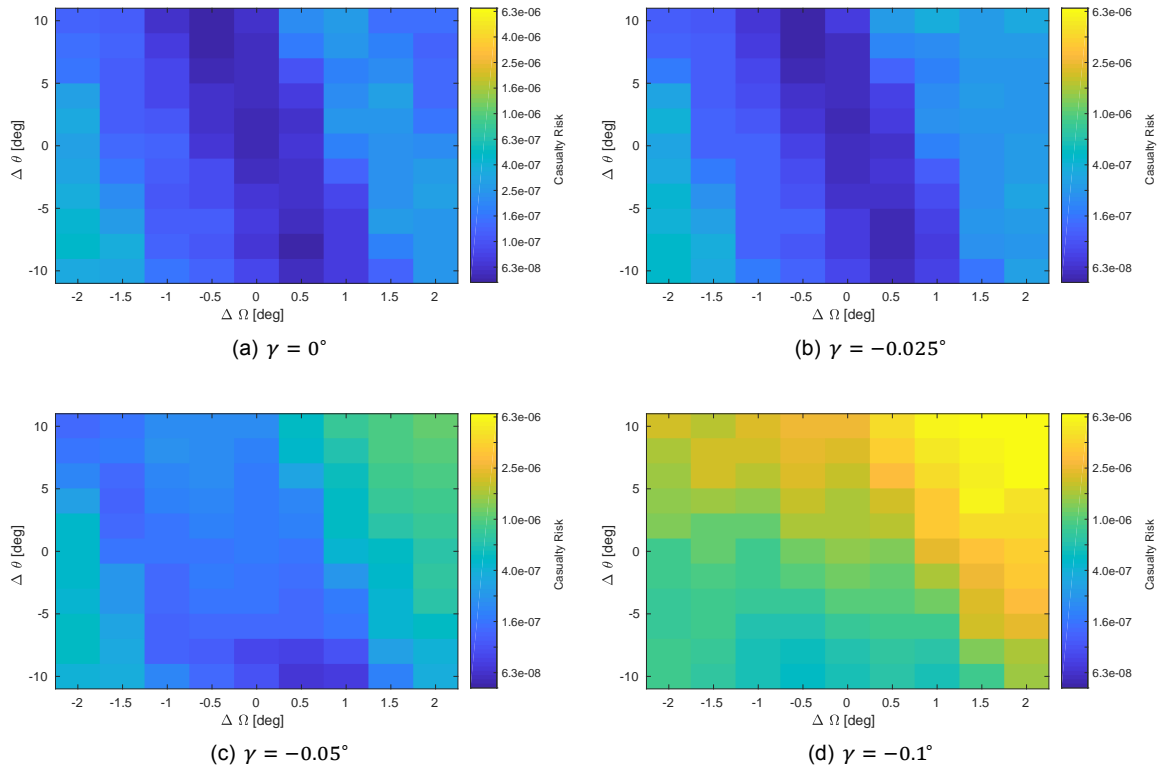 10
5
0
-5
-10
Δ θ [deg]
-2 -1.5 -1 -0.5 0 0.5 1 1.5 2
Δ Ω [deg]
6.3e-06
4.0e-06
2.5e-06
1.6e-06
1.0e-06
6.3e-07
4.0e-07
2.5e-07
1.6e-07
1.0e-07
6.3e-08
Casualty Risk
(a) γ = 0°
10
5
0
-5
-10
Δ θ [deg]
-2 -1.5 -1 -0.5 0 0.5 1 1.5 2
Δ Ω [deg]
6.3e-06
2.5e-06
1.0e-06
4.0e-07
1.6e-07
6.3e-08
Casualty Risk
(b) γ = −0.025°
10
5
0
-5
-10
Δ θ [deg]
-2 -1.5 -1 -0.5 0 0.5 1 1.5 2
Δ Ω [deg]
6.3e-06
2.5e-06
1.0e-06
4.0e-07
1.6e-07
6.3e-08
Casualty Risk
(c) γ = −0.05°
10
5
0
-5
-10
Δ θ [deg]
-2 -1.5 -1 -0.5 0 0.5 1 1.5 2
Δ Ω [deg]
6.3e-06
2.5e-06
1.0e-06
4.0e-07
1.6e-07
6.3e-08
Casualty Risk
(d) γ = −0.1°